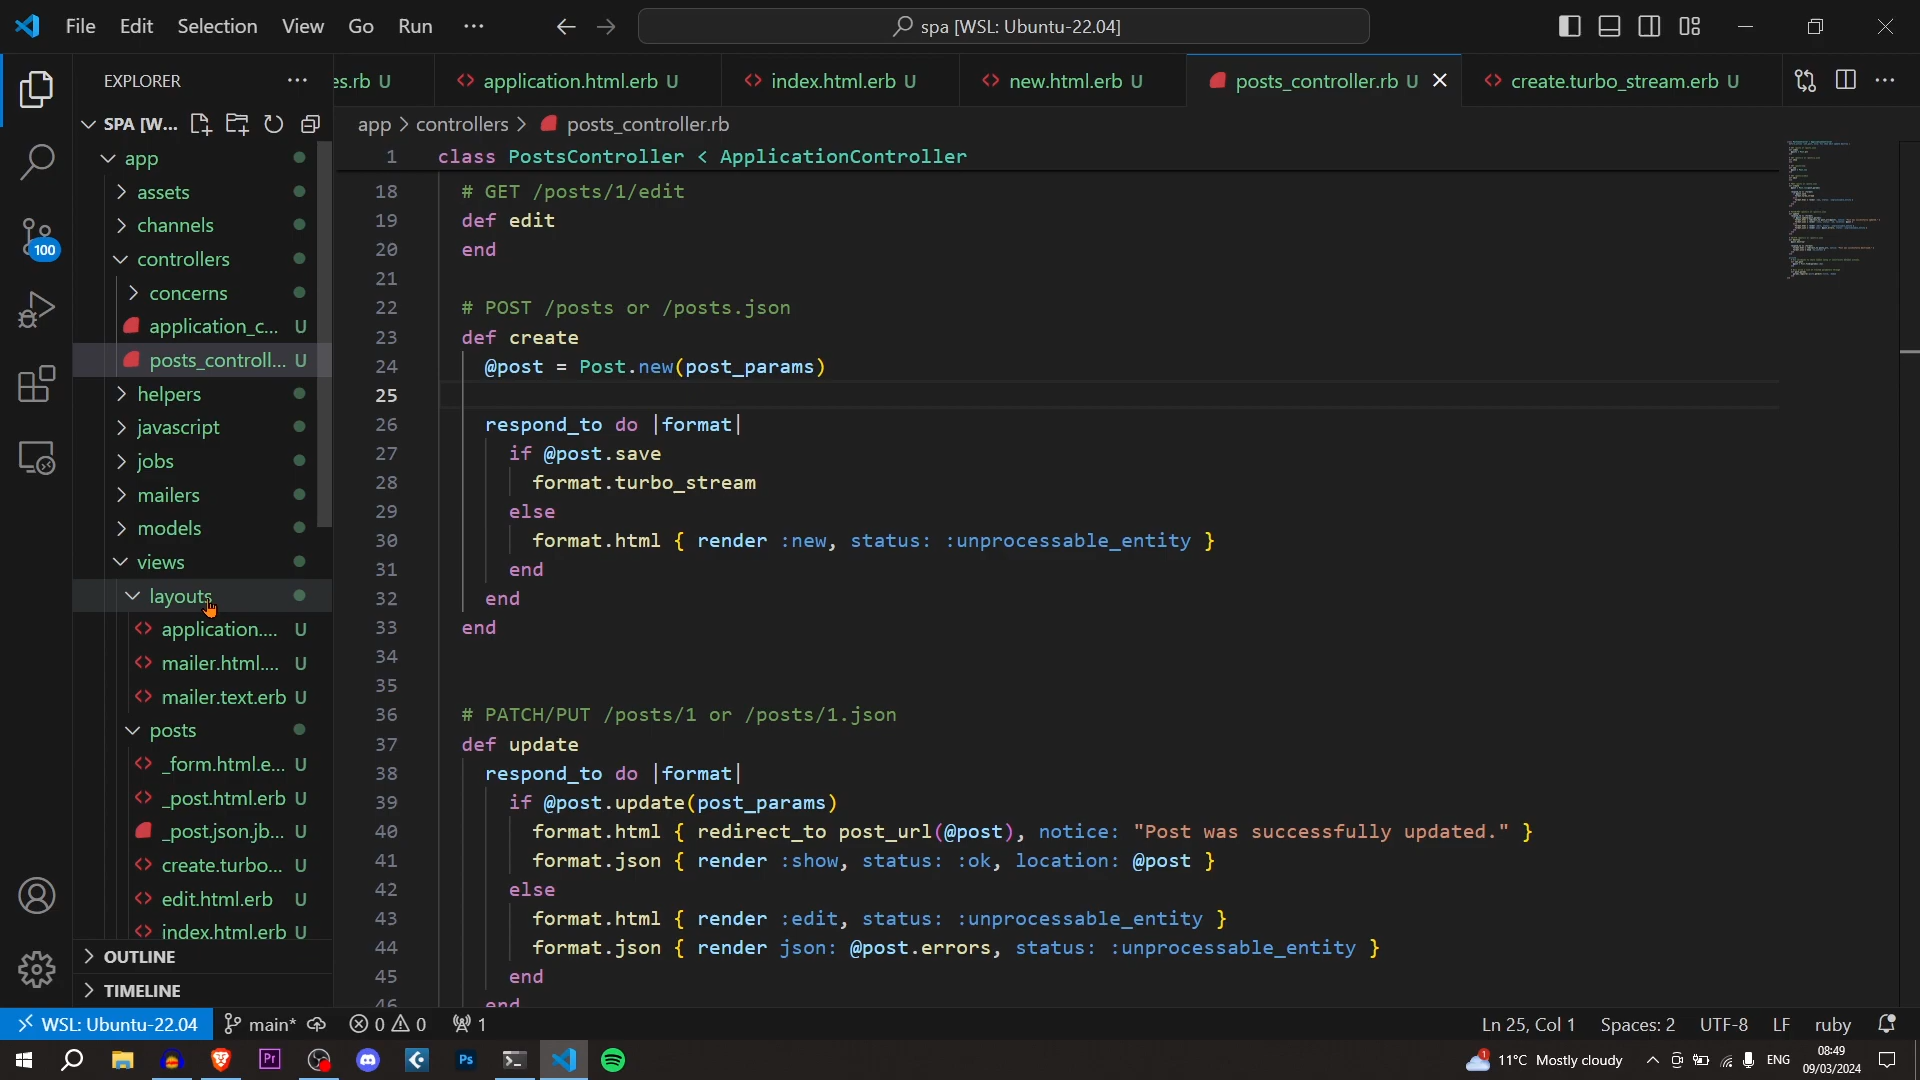 File Edit Selection View Go Run ···
spa [WSL: Ubuntu-22.04]
EXPLORER ···
es.rb U
application.html.erb U
index.html.erb U
new.html.erb U
posts_controller.rb U
create.turbo_stream.erb U
SPA [W...
app > controllers > posts_controller.rb
app
assets
channels
controllers
concerns
application_c... U
posts_controll... U
helpers
javascript
jobs
mailers
models
views
layouts
application.... U
mailer.html.... U
mailer.text.erb U
posts
_form.html.e... U
_post.html.erb U
_post.json.jb... U
create.turbo... U
edit.html.erb U
index.html.erb U
OUTLINE
TIMELINE
100
1 class PostsController < ApplicationController
18 # GET /posts/1/edit
19 def edit
20 end
21
22 # POST /posts or /posts.json
23 def create
24 @post = Post.new(post_params)
25
26 respond_to do |format|
27 if @post.save
28 format.turbo_stream
29 else
30 format.html { render :new, status: :unprocessable_entity }
31 end
32 end
33 end
34
35
36 # PATCH/PUT /posts/1 or /posts/1.json
37 def update
38 respond_to do |format|
39 if @post.update(post_params)
40 format.html { redirect_to post_url(@post), notice: "Post was successfully updated." }
41 format.json { render :show, status: :ok, location: @post }
42 else
43 format.html { render :edit, status: :unprocessable_entity }
44 format.json { render json: @post.errors, status: :unprocessable_entity }
45 end
46 end
WSL: Ubuntu-22.04 main* 0 0 1
Ln 25, Col 1 Spaces: 2 UTF-8 LF ruby
Pr Ps
1 11°C Mostly cloudy ENG
08:49
09/03/2024